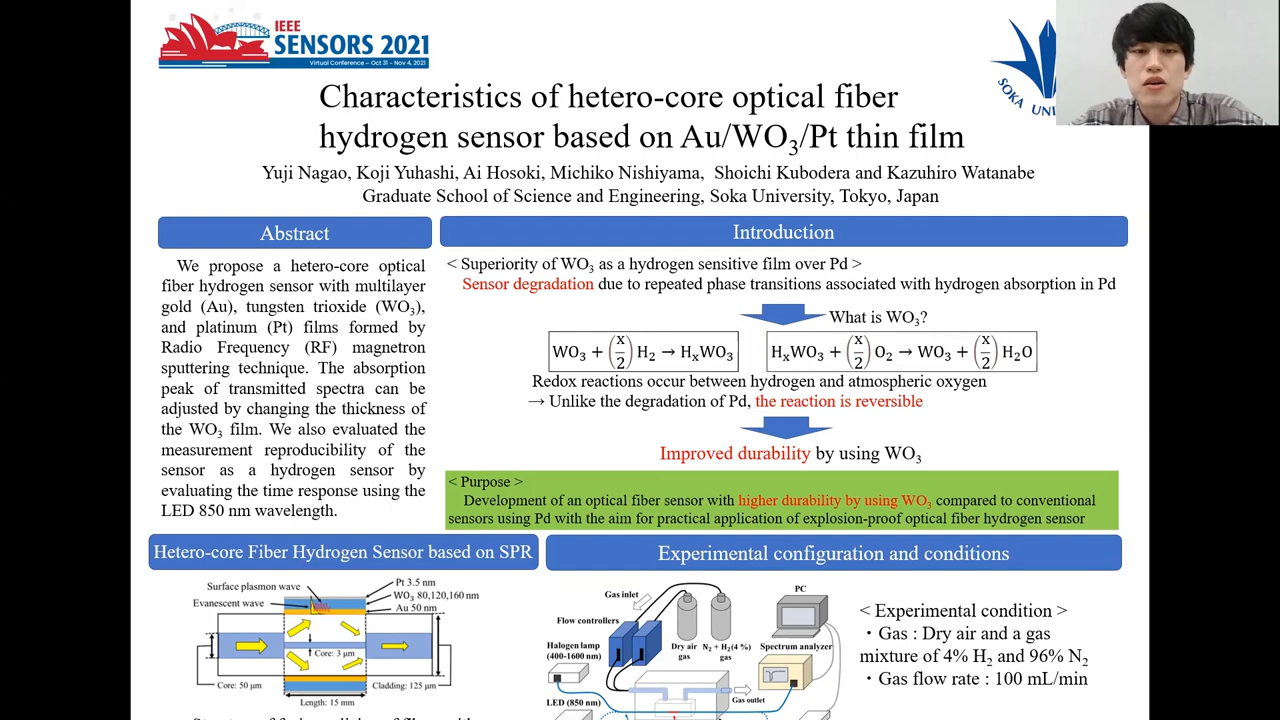 IEEE
SENSORS 2021
Virtual Conference – Oct 31 - Nov 4, 2021
SOKA UNI
Characteristics of hetero-core optical fiber
hydrogen sensor based on Au/WO₃/Pt thin film
Yuji Nagao, Koji Yuhashi, Ai Hosoki, Michiko Nishiyama, Shoichi Kubodera and Kazuhiro Watanabe
Graduate School of Science and Engineering, Soka University, Tokyo, Japan
Abstract
We propose a hetero-core optical
fiber hydrogen sensor with multilayer
gold (Au), tungsten trioxide (WO₃),
and platinum (Pt) films formed by
Radio Frequency (RF) magnetron
sputtering technique. The absorption
peak of transmitted spectra can be
adjusted by changing the thickness of
the WO₃ film. We also evaluated the
measurement reproducibility of the
sensor as a hydrogen sensor by
evaluating the time response using the
LED 850 nm wavelength.
Introduction
< Superiority of WO₃ as a hydrogen sensitive film over Pd >
Sensor degradation due to repeated phase transitions associated with hydrogen absorption in Pd
What is WO₃?
WO₃ + (x/2) H₂ → HₓWO₃
HₓWO₃ + (x/2) O₂ → WO₃ + (x/2) H₂O
Redox reactions occur between hydrogen and atmospheric oxygen
→ Unlike the degradation of Pd, the reaction is reversible
Improved durability by using WO₃
< Purpose >
Development of an optical fiber sensor with higher durability by using WO₃ compared to conventional
sensors using Pd with the aim for practical application of explosion-proof optical fiber hydrogen sensor
Hetero-core Fiber Hydrogen Sensor based on SPR
Surface plasmon wave
Evanescent wave
Pt 3.5 nm
WO₃ 80,120,160 nm
Au 50 nm
Core: 3 μm
Core: 50 μm
Cladding: 125 μm
Length: 15 mm
Experimental configuration and conditions
Gas inlet
Flow controllers
Halogen lamp
(400-1600 nm)
Dry air
gas
N₂ + H₂(4 %)
gas
PC
Spectrum analyzer
Gas outlet
LED (850 nm)
< Experimental condition >
・Gas : Dry air and a gas
mixture of 4% H₂ and 96% N₂
・Gas flow rate : 100 mL/min